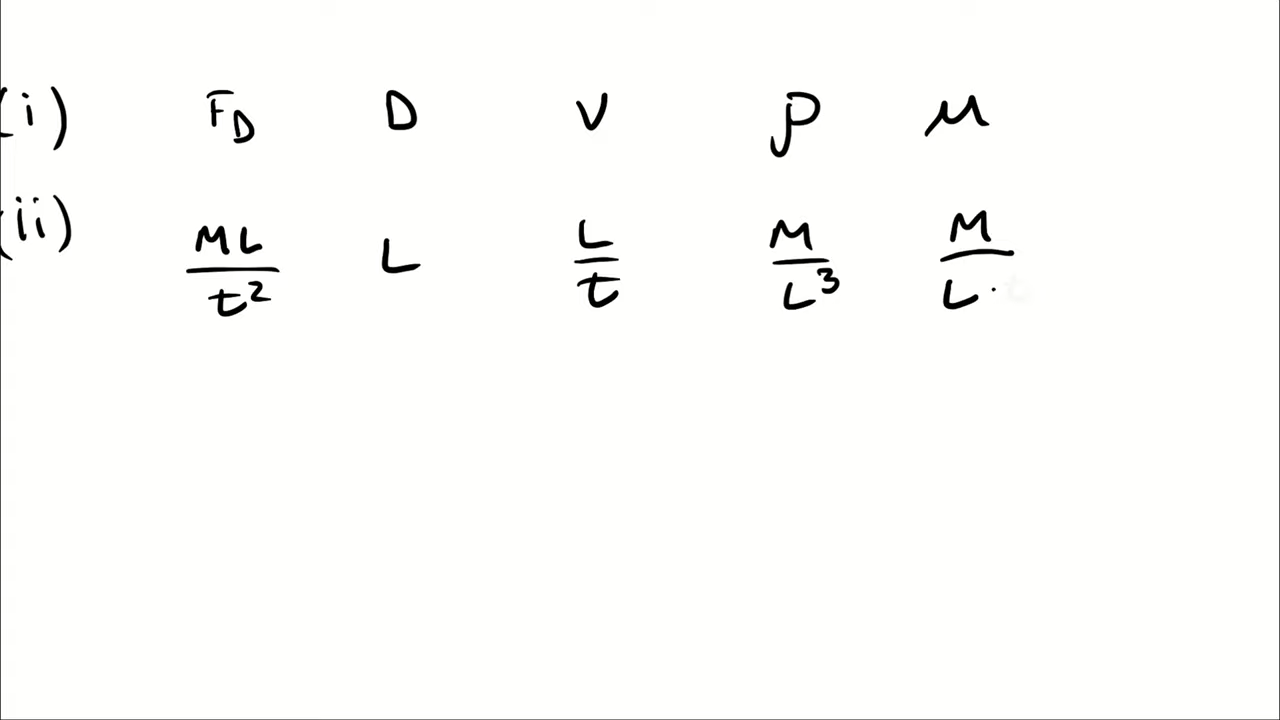 (i) F_D D V ρ μ
(ii) ML/t² L L/t M/L³ M/L·